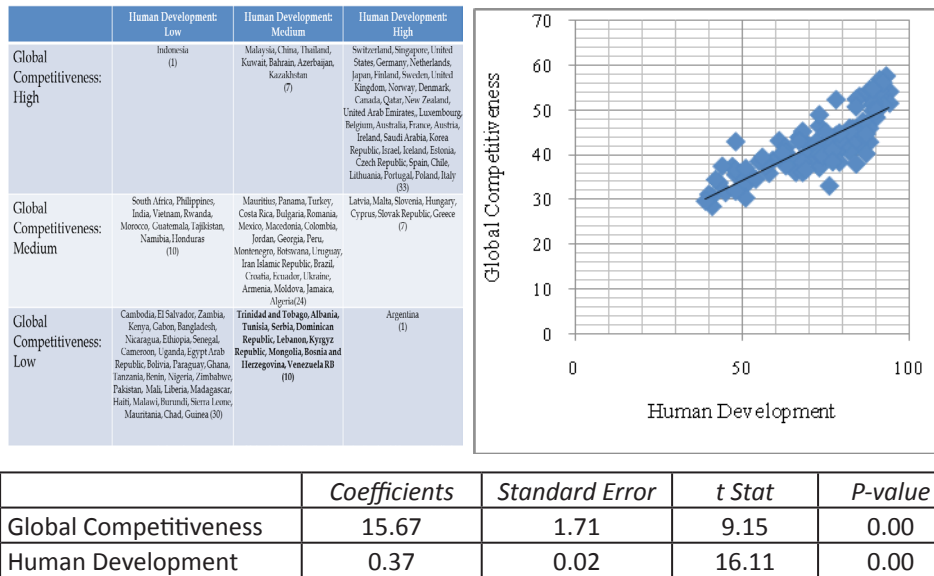 Human Development: Low
Human Development: Medium
Human Development: High
Global Competitiveness: High
Indonesia
(1)
Malaysia, China, Thailand,
Kuwait, Bahrain, Azerbaijan,
Kazakhstan
(7)
Switzerland, Singapore, United
States, Germany, Netherlands,
Japan, Finland, Sweden, United
Kingdom, Norway, Denmark,
Canada, Qatar, New Zealand,
United Arab Emirates,, Luxembourg,
Belgium, Australia, France, Austria,
Ireland, Saudi Arabia, Korea
Republic, Israel, Iceland, Estonia,
Czech Republic, Spain, Chile,
Lithuania, Portugal, Poland, Italy
(33)
Global Competitiveness: Medium
South Africa, Philippines,
India, Vietnam, Rwanda,
Morocco, Guatemala, Tajikistan,
Namibia, Honduras
(10)
Mauritius, Panama, Turkey,
Costa Rica, Bulgaria, Romania,
Mexico, Macedonia, Colombia,
Jordan, Georgia, Peru,
Montenegro, Botswana, Uruguay,
Iran Islamic Republic, Brazil,
Croatia, Ecuador, Ukraine,
Armenia, Moldova, Jamaica,
Algeria(24)
Latvia, Malta, Slovenia, Hungary,
Cyprus, Slovak Republic, Greece
(7)
Global Competitiveness: Low
Cambodia, El Salvador, Zambia,
Kenya, Gabon, Bangladesh,
Nicaragua, Ethiopia, Senegal,
Cameroon, Uganda, Egypt Arab
Republic, Bolivia, Paraguay, Ghana,
Tanzania, Benin, Nigeria, Zimbabwe,
Pakistan, Mali, Liberia, Madagascar,
Haiti, Malawi, Burundi, Sierra Leone,
Mauritania, Chad, Guinea (30)
Trinidad and Tobago, Albania,
Tunisia, Serbia, Dominican
Republic, Lebanon, Kyrgyz
Republic, Mongolia, Bosnia and
Herzegovina, Venezuela RB
(10)
Argentina
(1)
Global Competitiveness
70
60
50
40
30
20
10
0
0 50 100
Human Development
Coefficients Standard Error t Stat P-value
Global Competitiveness 15.67 1.71 9.15 0.00
Human Development 0.37 0.02 16.11 0.00